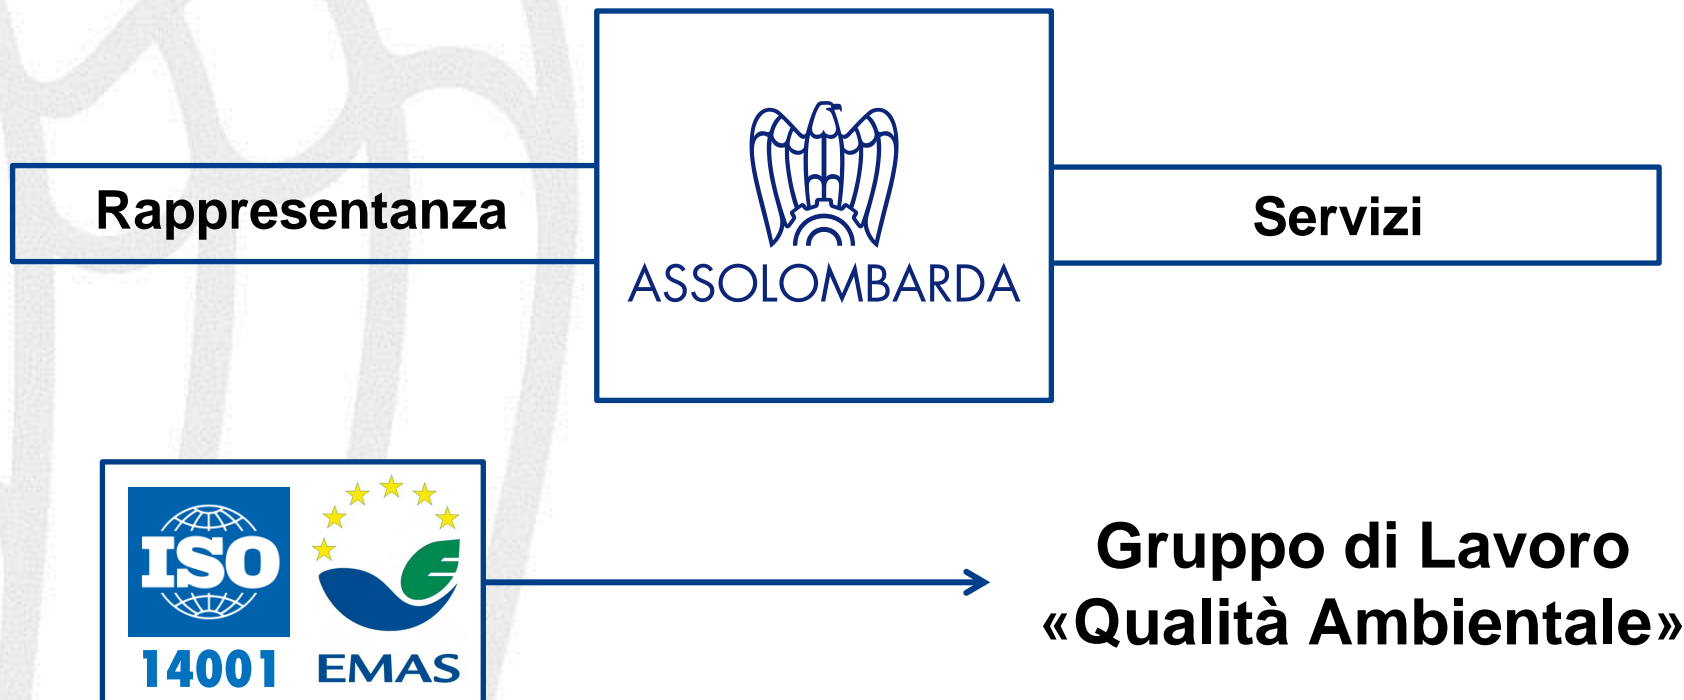 Rappresentanza
ASSOLOMBARDA
Servizi
ISO
14001
EMAS
Gruppo di Lavoro
«Qualità Ambientale»